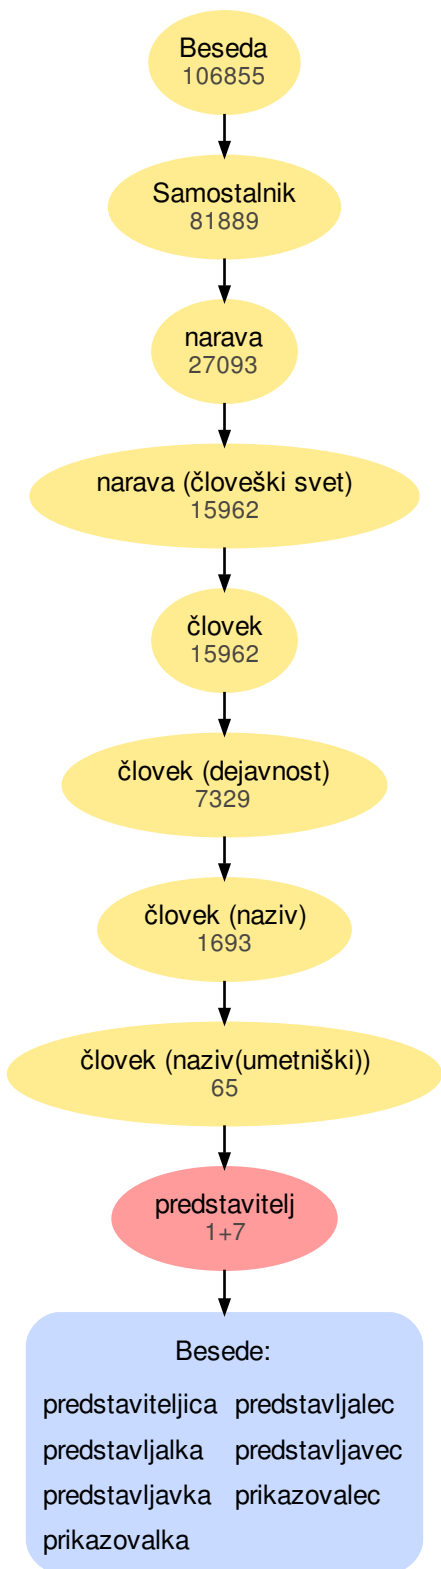 Beseda
106855
Samostalnik
81889
narava
27093
narava (človeški svet)
15962
človek
15962
človek (dejavnost)
7329
človek (naziv)
1693
človek (naziv(umetniški))
65
predstavitelj
1+7
Besede:
predstaviteljica predstavljalec
predstavljalka predstavljavec
predstavljavka prikazovalec
prikazovalka